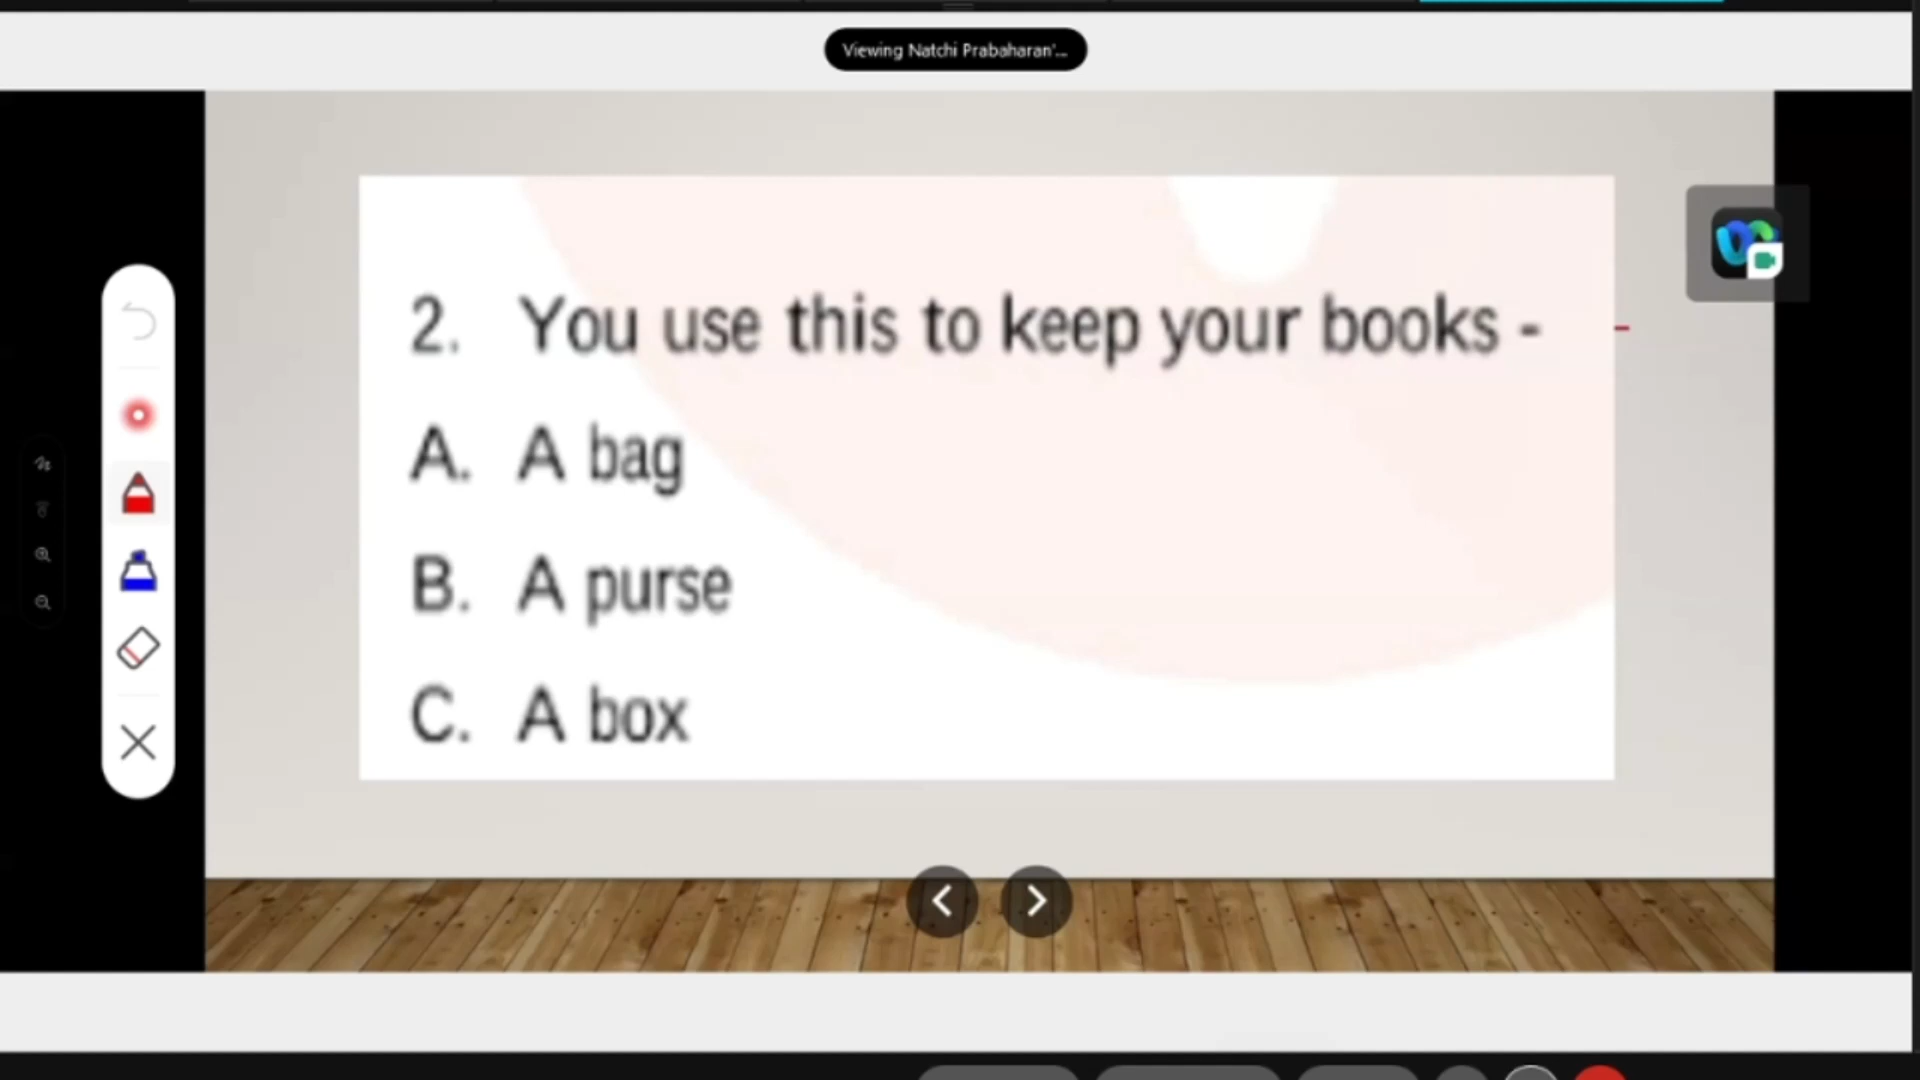 Viewing Natchi Prabaharan'...
2. You use this to keep your books -
A. A bag
B. A purse
C. A box